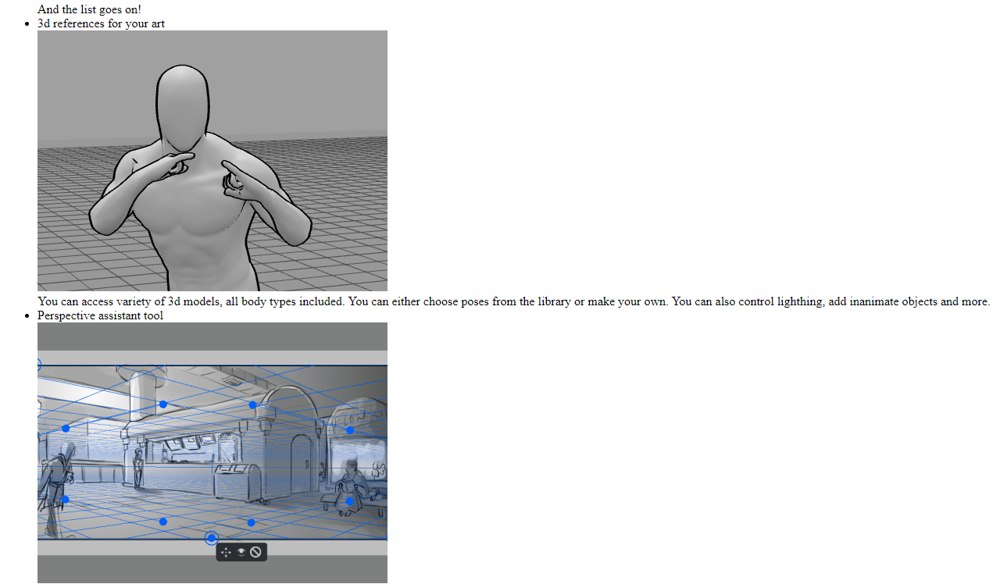 And the list goes on!
3d references for your art
You can access variety of 3d models, all body types included. You can either choose poses from the library or make your own. You can also control lighthing, add inanimate objects and more.
Perspective assistant tool